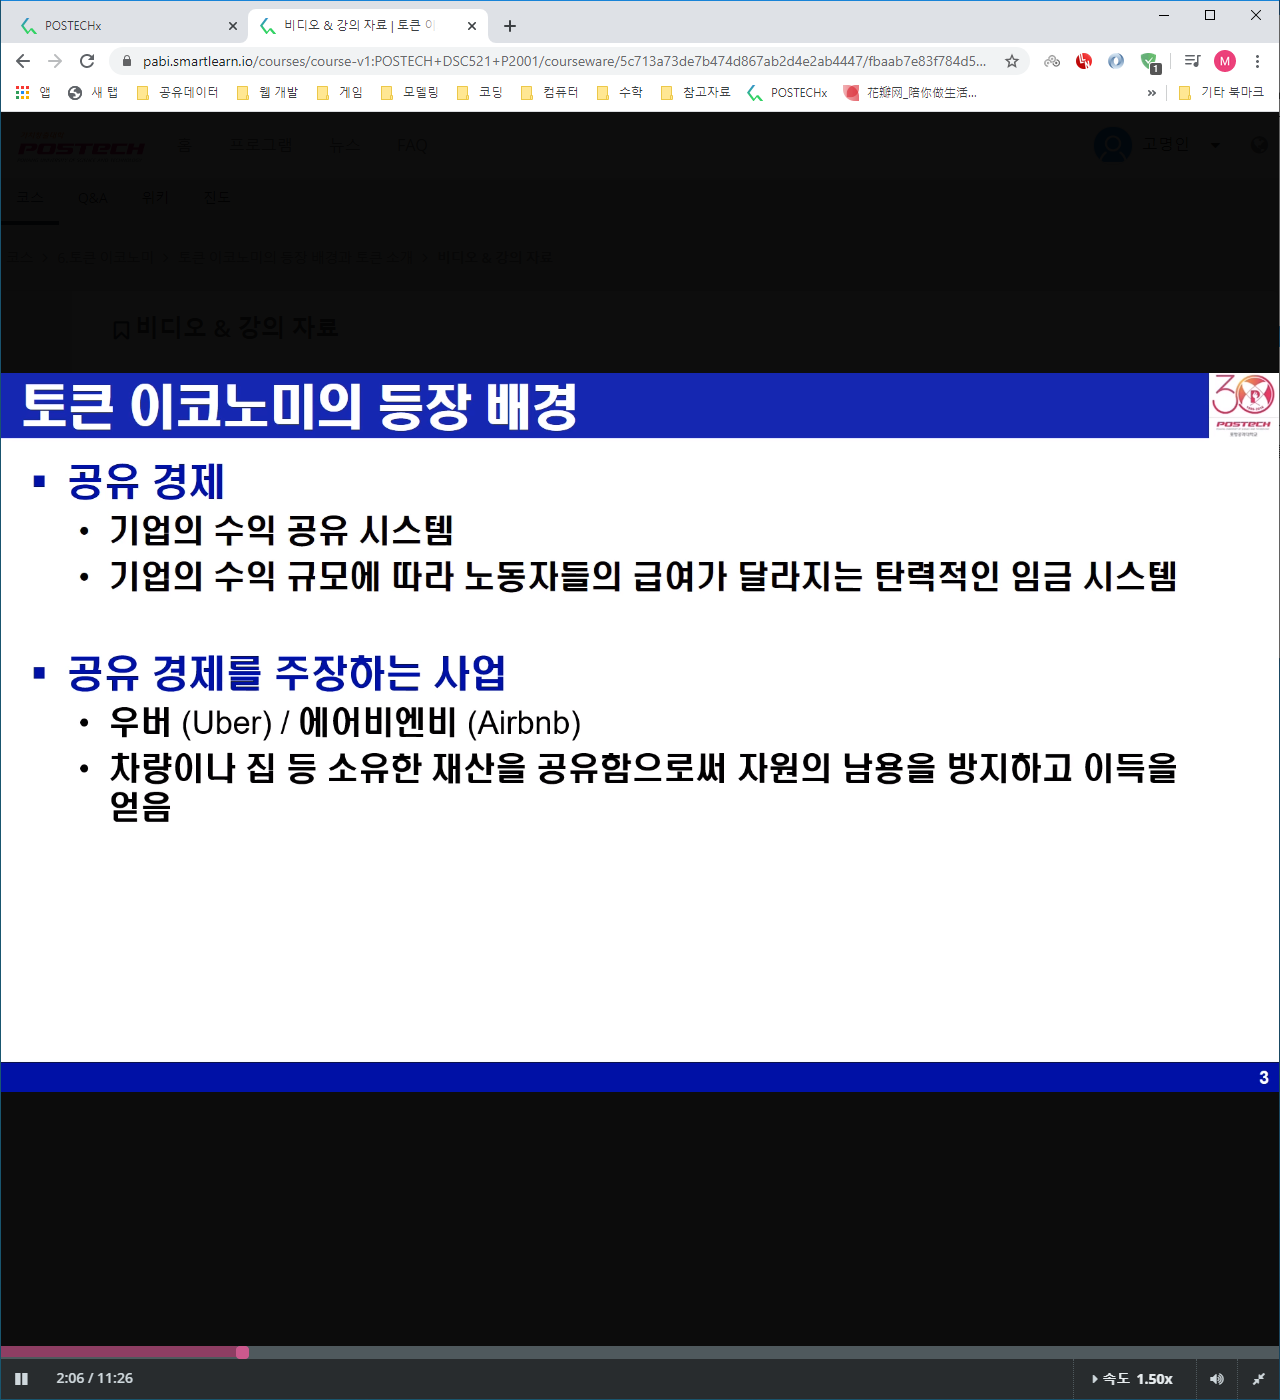 POSTECHx
비디오 & 강의 자료 | 토큰 이
pabi.smartlearn.io/courses/course-v1:POSTECH+DSC521+P2001/courseware/5c713a73de7b474d867ab2d4e2ab4447/fbaab7e83f784d5...
1
M
앱 새 탭 공유데이터 웹 개발 게임 모델링 코딩 컴퓨터 수학 참고자료 POSTECHx 花瓣网_陪你做生活... » 기타 북마크
POSTECH 홈 프로그램 뉴스 FAQ 고영인
코스 Q&A 위키 진도
비디오 & 강의 자료
토큰 이코노미의 등장 배경
30
POSTECH
▪ 공유 경제
• 기업의 수익 공유 시스템
• 기업의 수익 규모에 따라 노동자들의 급여가 달라지는 탄력적인 임금 시스템
▪ 공유 경제를 주장하는 사업
• 우버 (Uber) / 에어비엔비 (Airbnb)
• 차량이나 집 등 소유한 재산을 공유함으로써 자원의 남용을 방지하고 이득을
얻음
3
2:06 / 11:26
속도 1.50x